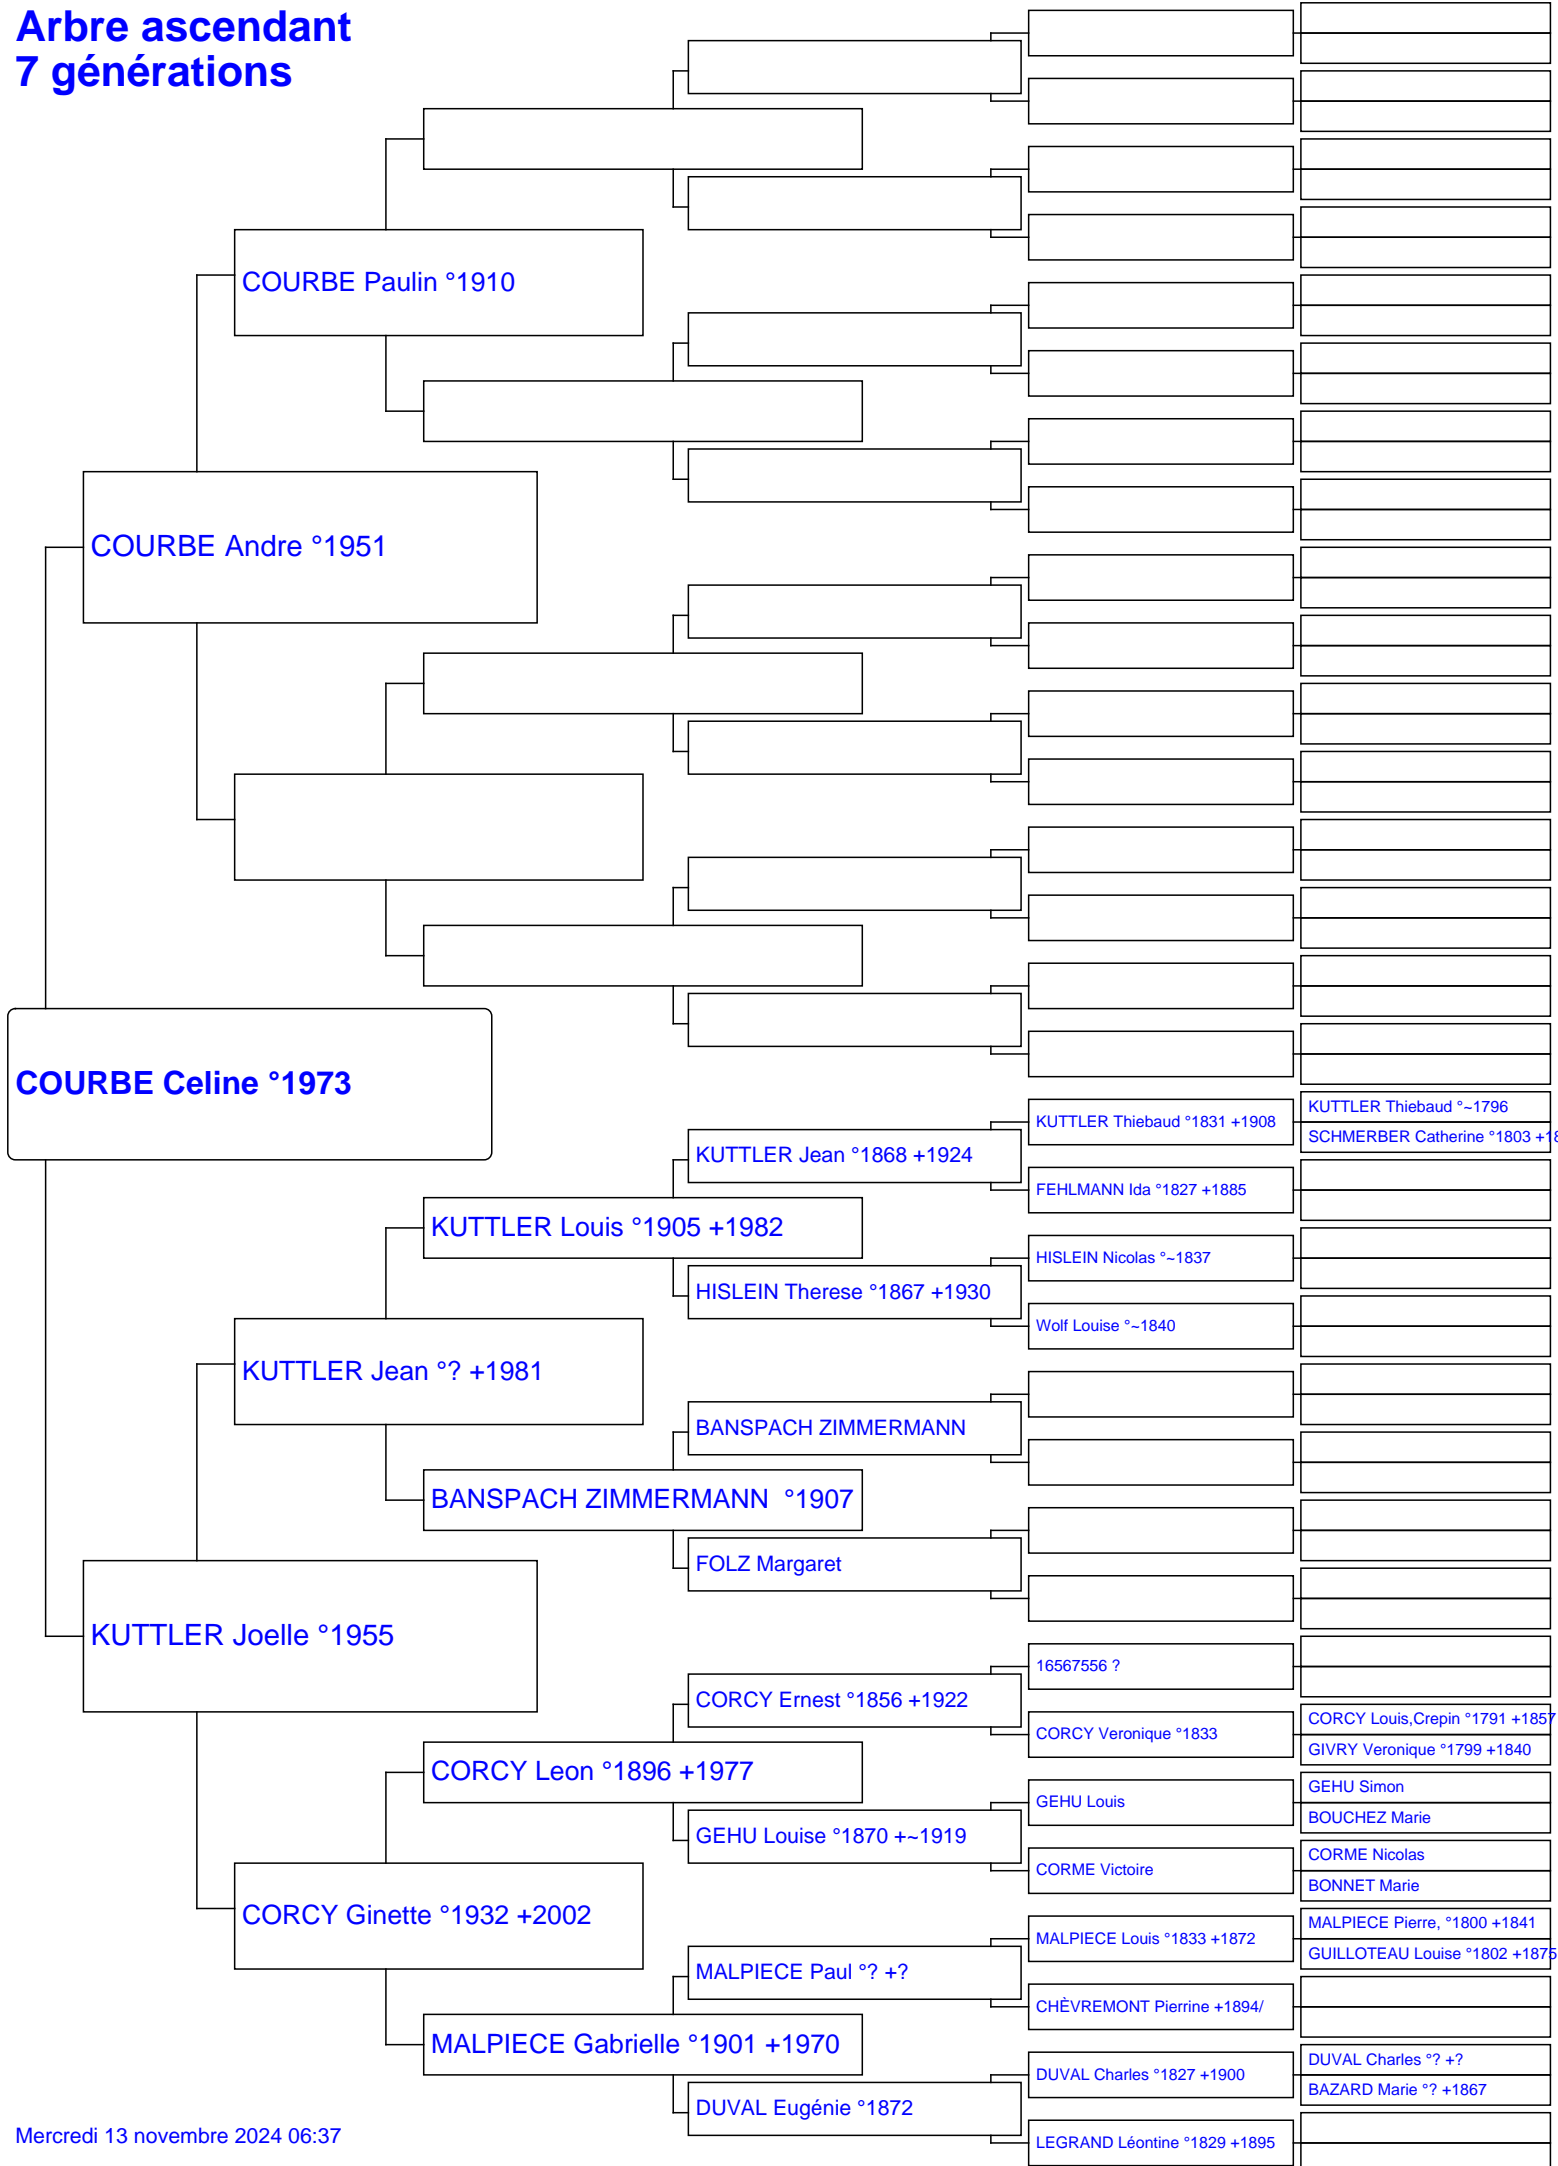 Arbre ascendant
7 générations
COURBE Paulin °1910
COURBE Andre °1951
COURBE Celine °1973
KUTTLER Thiebaud °~1796
KUTTLER Thiebaud °1831 +1908
SCHMERBER Catherine °1803 +18
KUTTLER Jean °1868 +1924
FEHLMANN Ida °1827 +1885
KUTTLER Louis °1905 +1982
HISLEIN Nicolas °~1837
HISLEIN Therese °1867 +1930
Wolf Louise °~1840
KUTTLER Jean °? +1981
BANSPACH ZIMMERMANN
BANSPACH ZIMMERMANN °1907
FOLZ Margaret
KUTTLER Joelle °1955
16567556 ?
CORCY Ernest °1856 +1922
CORCY Louis,Crepin °1791 +1857
CORCY Veronique °1833
GIVRY Veronique °1799 +1840
CORCY Leon °1896 +1977
GEHU Simon
GEHU Louis
BOUCHEZ Marie
GEHU Louise °1870 +~1919
CORME Nicolas
CORME Victoire
BONNET Marie
CORCY Ginette °1932 +2002
MALPIECE Pierre, °1800 +1841
MALPIECE Louis °1833 +1872
GUILLOTEAU Louise °1802 +1875
MALPIECE Paul °? +?
CHÈVREMONT Pierrine +1894/
MALPIECE Gabrielle °1901 +1970
DUVAL Charles °? +?
DUVAL Charles °1827 +1900
BAZARD Marie °? +1867
DUVAL Eugénie °1872
LEGRAND Léontine °1829 +1895
Mercredi 13 novembre 2024 06:37